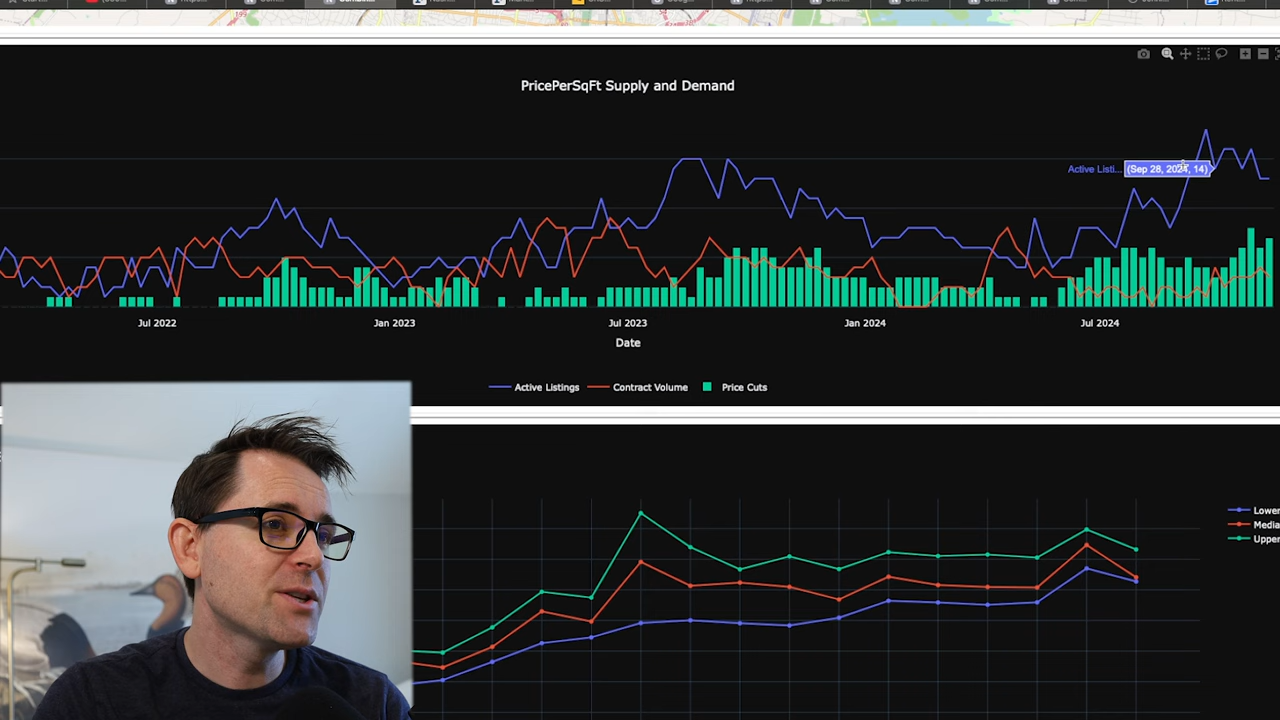 PricePerSqFt Supply and Demand
Active Listi... (Sep 28, 2024, 14)
Jul 2022 Jan 2023 Jul 2023 Jan 2024 Jul 2024
Date
Active Listings Contract Volume Price Cuts
Lower
Media
Upper